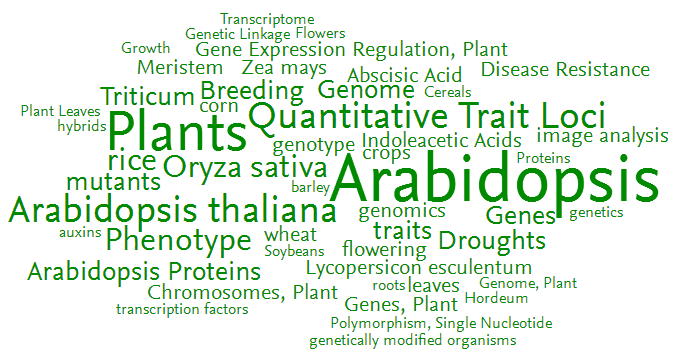 Transcriptome
Genetic Linkage Flowers
Growth Gene Expression Regulation, Plant
Meristem Zea mays Abscisic Acid Disease Resistance
Triticum Breeding Genome Cereals
Plant Leaves corn Quantitative Trait Loci
hybrids Plants genotype Indoleacetic Acids image analysis
rice Oryza sativa crops Proteins
mutants barley Arabidopsis
Arabidopsis thaliana genomics Genes genetics
auxins Phenotype wheat traits Droughts
Soybeans flowering
Arabidopsis Proteins Lycopersicon esculentum
Chromosomes, Plant roots leaves Genome, Plant
transcription factors Genes, Plant Hordeum
Polymorphism, Single Nucleotide
genetically modified organisms